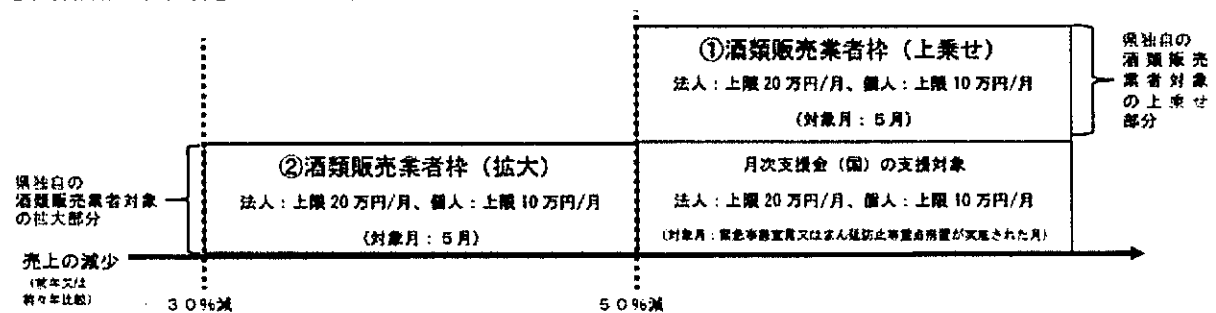 ①酒類販売業者枠（上乗せ）
法人：上限20万円/月、個人：上限10万円/月
（対象月：５月）
県独自の
酒類販売
業者対象
の上乗せ
部分
②酒類販売業者枠（拡大）
法人：上限20万円/月、個人：上限10万円/月
（対象月：５月）
月次支援金（国）の支援対象
法人：上限20万円/月、個人：上限10万円/月
（対象月：緊急事態宣言又はまん延防止等重点措置が実施された月）
県独自の
酒類販売業者対象
の拡大部分
売上の減少
（前年又は
前々年比較）
３０％減
５０％減